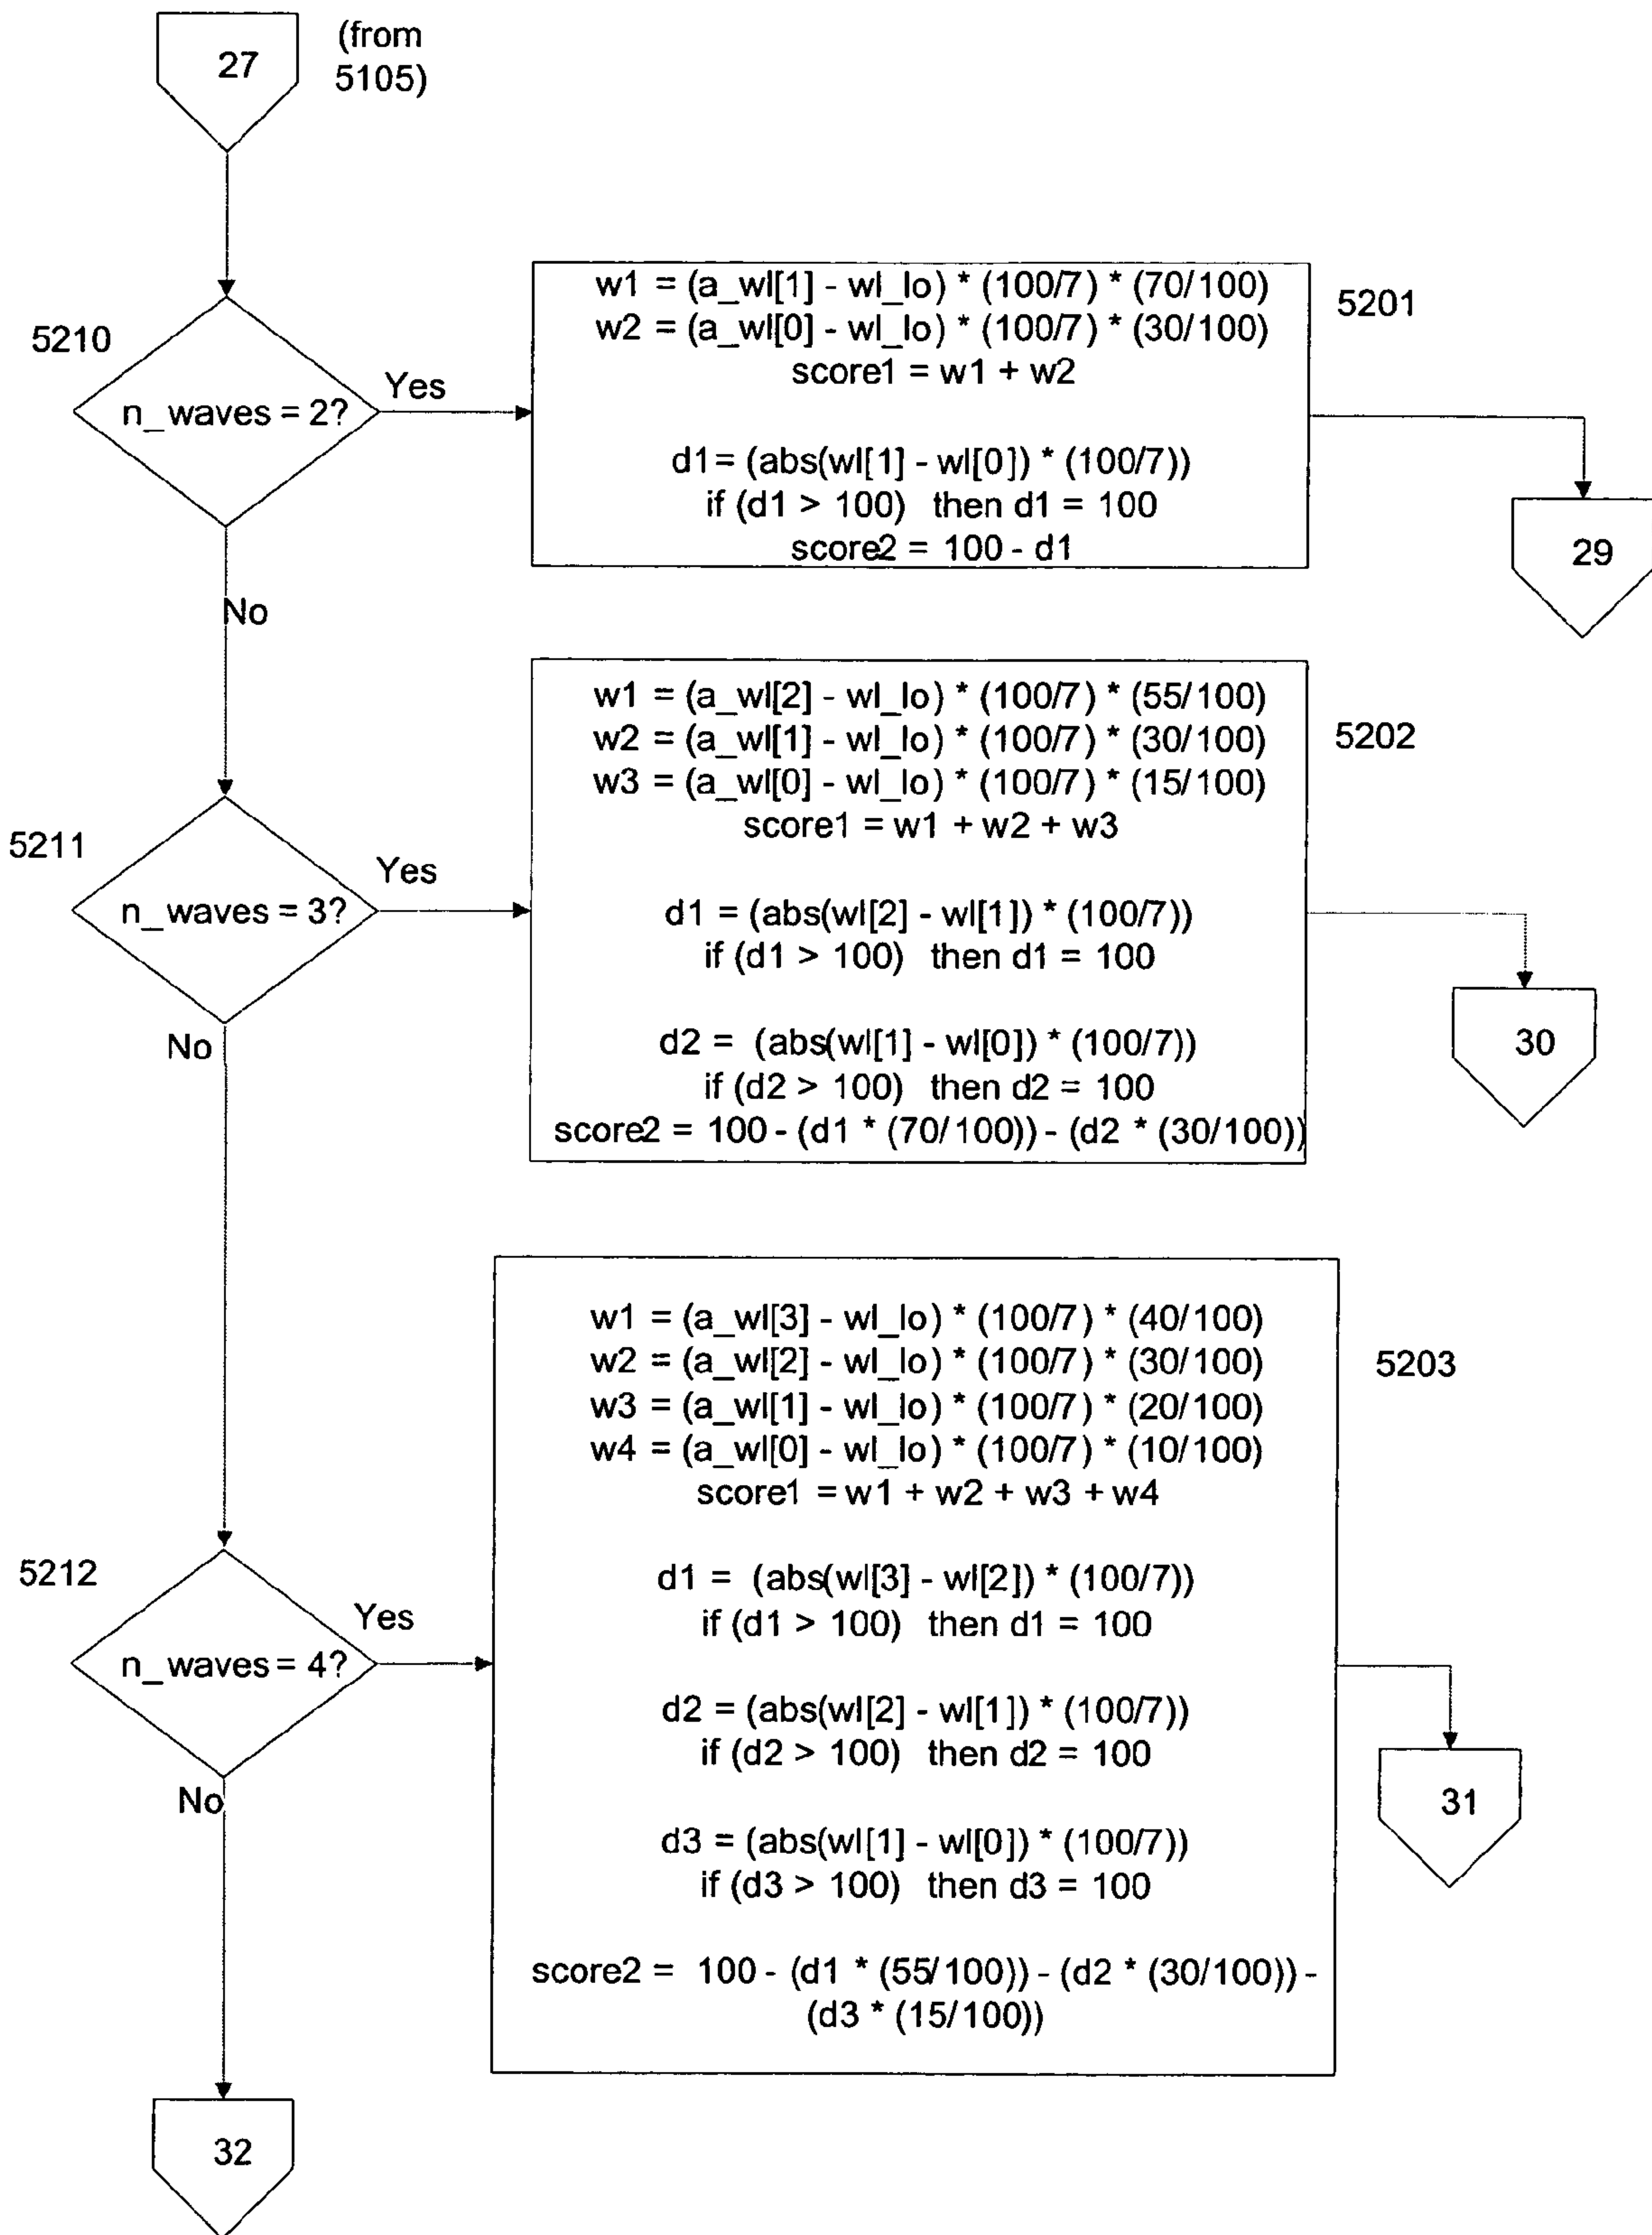 27
(from
5105)
5210
n_waves = 2?
Yes
No
w1 = (a_wl[1] - wl_lo) * (100/7) * (70/100)
w2 = (a_wl[0] - wl_lo) * (100/7) * (30/100)
score1 = w1 + w2
d1= (abs(wl[1] - wl[0]) * (100/7))
if (d1 > 100) then d1 = 100
score2 = 100 - d1
5201
29
5211
n_waves = 3?
Yes
No
w1 = (a_wl[2] - wl_lo) * (100/7) * (55/100)
w2 = (a_wl[1] - wl_lo) * (100/7) * (30/100)
w3 = (a_wl[0] - wl_lo) * (100/7) * (15/100)
score1 = w1 + w2 + w3
d1 = (abs(wl[2] - wl[1]) * (100/7))
if (d1 > 100) then d1 = 100
d2 = (abs(wl[1] - wl[0]) * (100/7))
if (d2 > 100) then d2 = 100
score2 = 100 - (d1 * (70/100)) - (d2 * (30/100))
5202
30
5212
n_waves = 4?
Yes
No
w1 = (a_wl[3] - wl_lo) * (100/7) * (40/100)
w2 = (a_wl[2] - wl_lo) * (100/7) * (30/100)
w3 = (a_wl[1] - wl_lo) * (100/7) * (20/100)
w4 = (a_wl[0] - wl_lo) * (100/7) * (10/100)
score1 = w1 + w2 + w3 + w4
d1 = (abs(wl[3] - wl[2]) * (100/7))
if (d1 > 100) then d1 = 100
d2 = (abs(wl[2] - wl[1]) * (100/7))
if (d2 > 100) then d2 = 100
d3 = (abs(wl[1] - wl[0]) * (100/7))
if (d3 > 100) then d3 = 100
score2 = 100 - (d1 * (55/100)) - (d2 * (30/100)) -
(d3 * (15/100))
5203
31
32